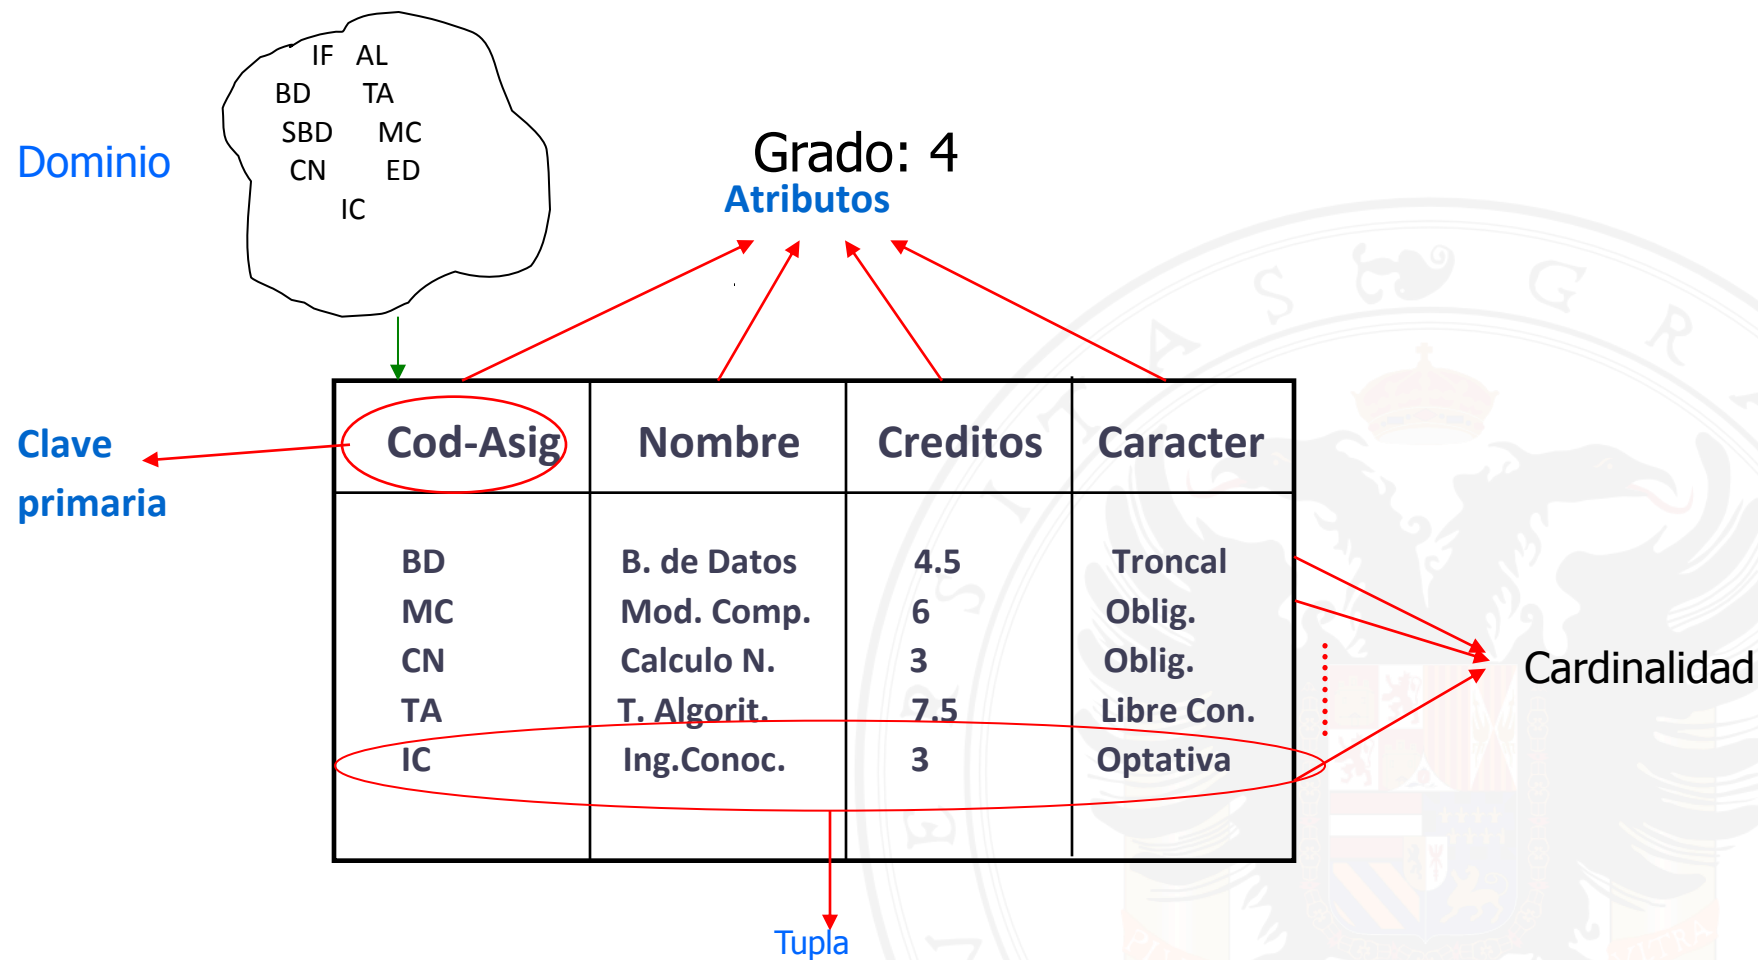 IF AL
BD TA
SBD MC
CN ED
IC
Dominio
Grado: 4
Atributos
Clave
primaria
Cod-Asig Nombre Creditos Caracter
BD B. de Datos 4.5 Troncal
MC Mod. Comp. 6 Oblig.
CN Calculo N. 3 Oblig.
TA T. Algorit. 7.5 Libre Con.
IC Ing.Conoc. 3 Optativa
Cardinalidad
Tupla